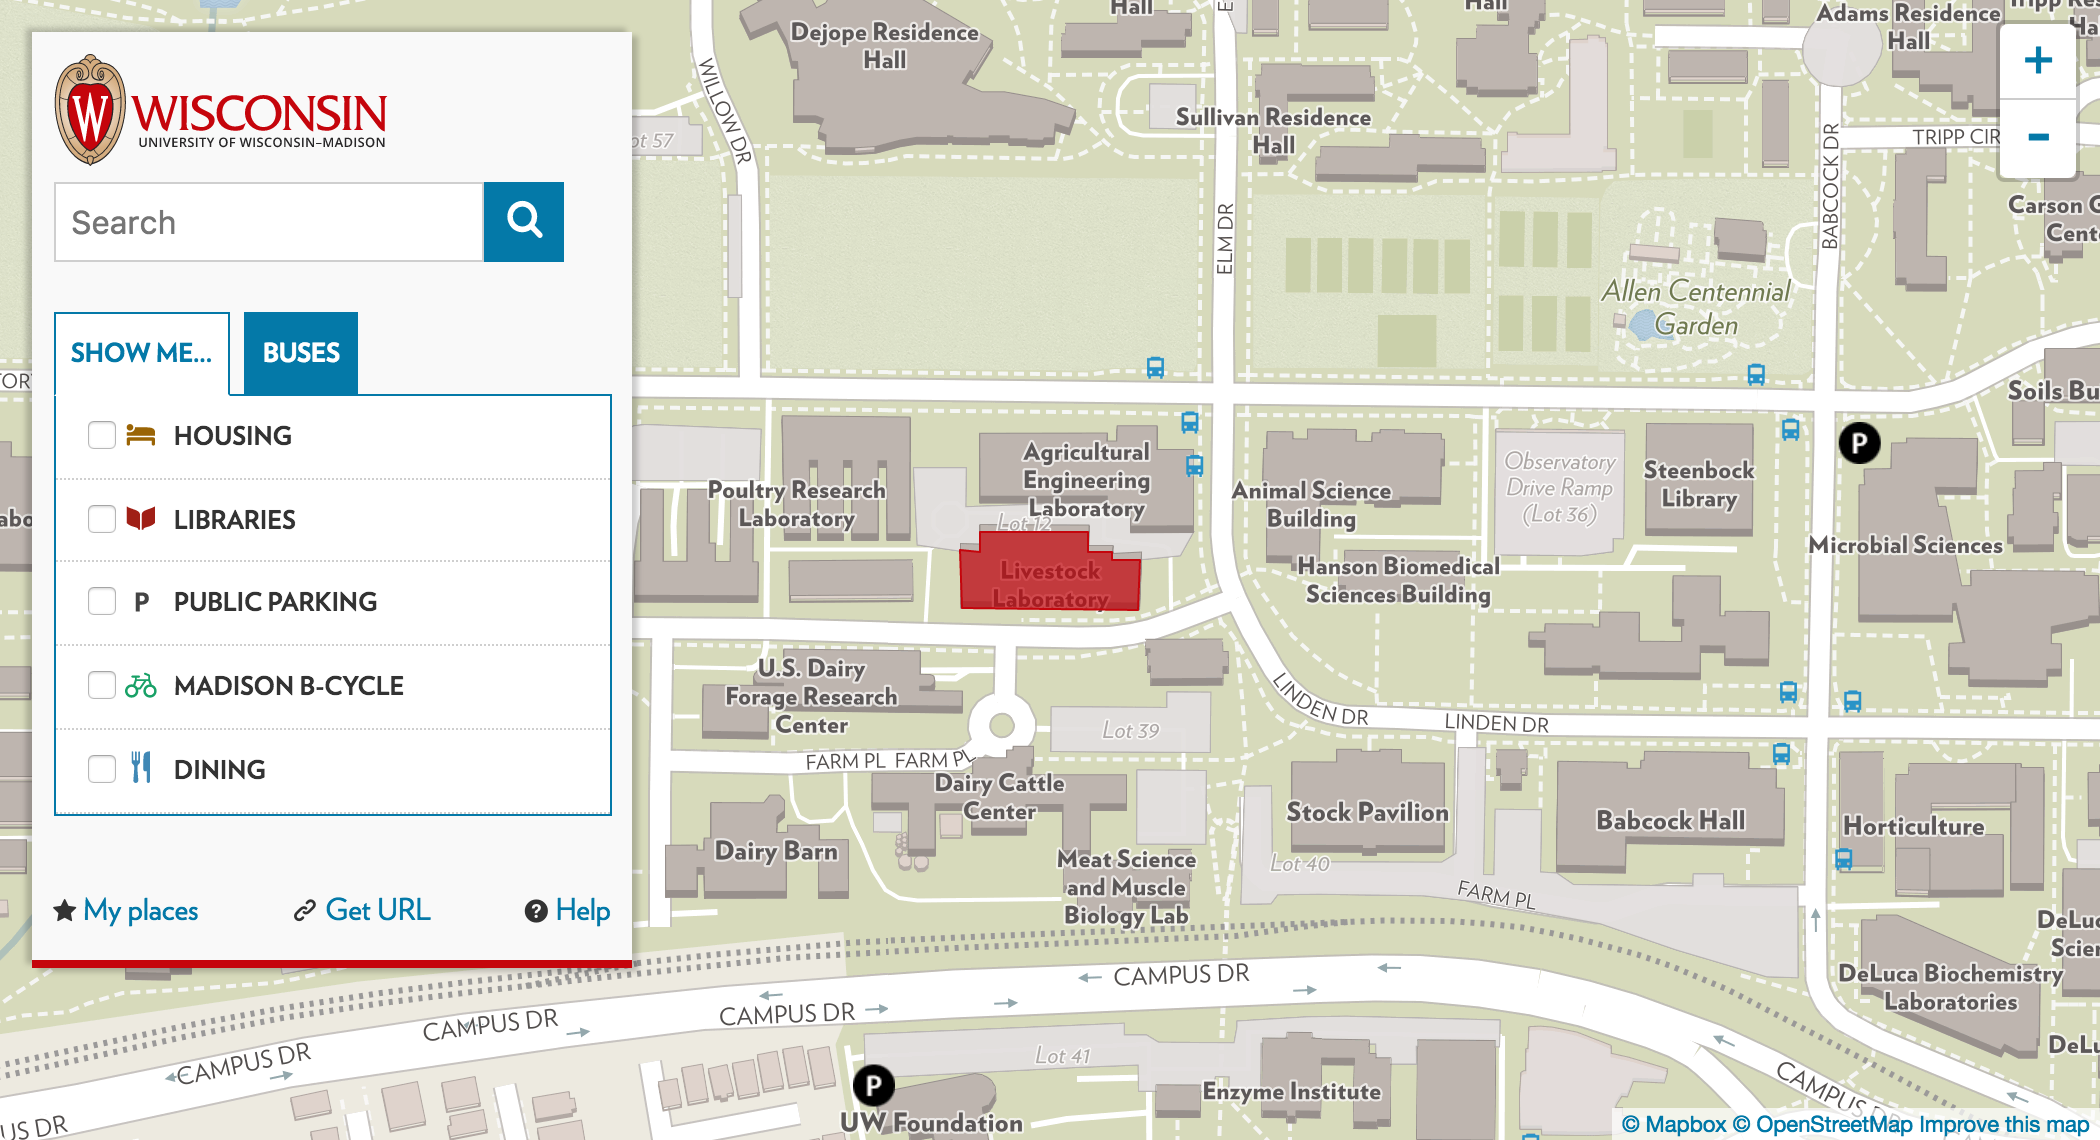 WISCONSIN
UNIVERSITY OF WISCONSIN–MADISON
Search
SHOW ME...
BUSES
HOUSING
LIBRARIES
P
PUBLIC PARKING
MADISON B-CYCLE
DINING
My places
Get URL
Help
Hall
Hall
Adams Residence
Hall
Dejope Residence
Hall
WILLOW DR
Sullivan Residence
Hall
ELM DR
BABCOCK DR
TRIPP CIR
+
-
Carson G
Cent
Allen Centennial
Garden
Soils Bu
Agricultural
Engineering
Laboratory
Poultry Research
Laboratory
Lot 12
Livestock
Laboratory
Animal Science
Building
Observatory
Drive Ramp
(Lot 36)
Steenbock
Library
P
Hanson Biomedical
Sciences Building
Microbial Sciences
U.S. Dairy
Forage Research
Center
Lot 39
LINDEN DR
LINDEN DR
FARM PL
FARM PL
Dairy Cattle
Center
Stock Pavilion
Babcock Hall
Horticulture
Dairy Barn
Meat Science
and Muscle
Biology Lab
Lot 40
FARM PL
DeLuca Biochemistry
Laboratories
CAMPUS DR
CAMPUS DR
CAMPUS DR
CAMPUS DR
US DR
Lot 41
P
UW Foundation
Enzyme Institute
CAMPUS DR
© Mapbox © OpenStreetMap Improve this map